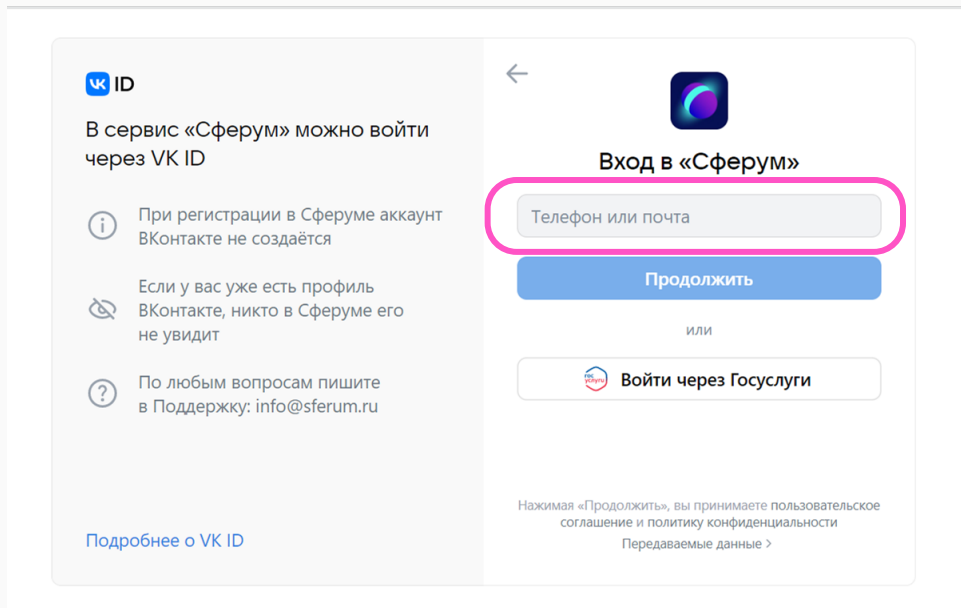 VK ID
В сервис «Сферум» можно войти
через VK ID
При регистрации в Сферуме аккаунт
ВКонтакте не создаётся
Если у вас уже есть профиль
ВКонтакте, никто в Сферуме его
не увидит
По любым вопросам пишите
в Поддержку: info@sferum.ru
Подробнее о VK ID
Вход в «Сферум»
Телефон или почта
Продолжить
или
гос
услуги
Войти через Госуслуги
Нажимая «Продолжить», вы принимаете пользовательское
соглашение и политику конфиденциальности
Передаваемые данные >